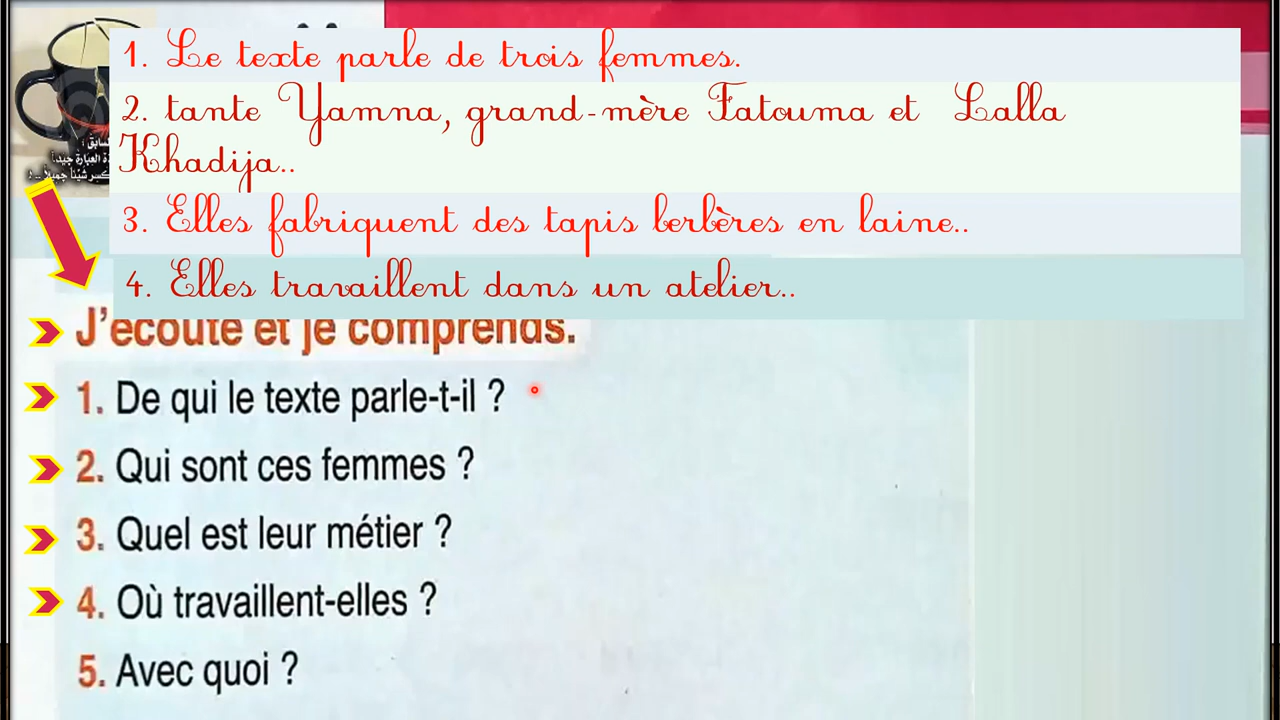 1. Le texte parle de trois femmes.
2. tante Yamna, grand-mère Fatouma et Lalla
Khadija..
3. Elles fabriquent des tapis berbères en laine..
4. Elles travaillent dans un atelier..
J'écoute et je comprends.
1. De qui le texte parle-t-il ?
2. Qui sont ces femmes ?
3. Quel est leur métier ?
4. Où travaillent-elles ?
5. Avec quoi ?